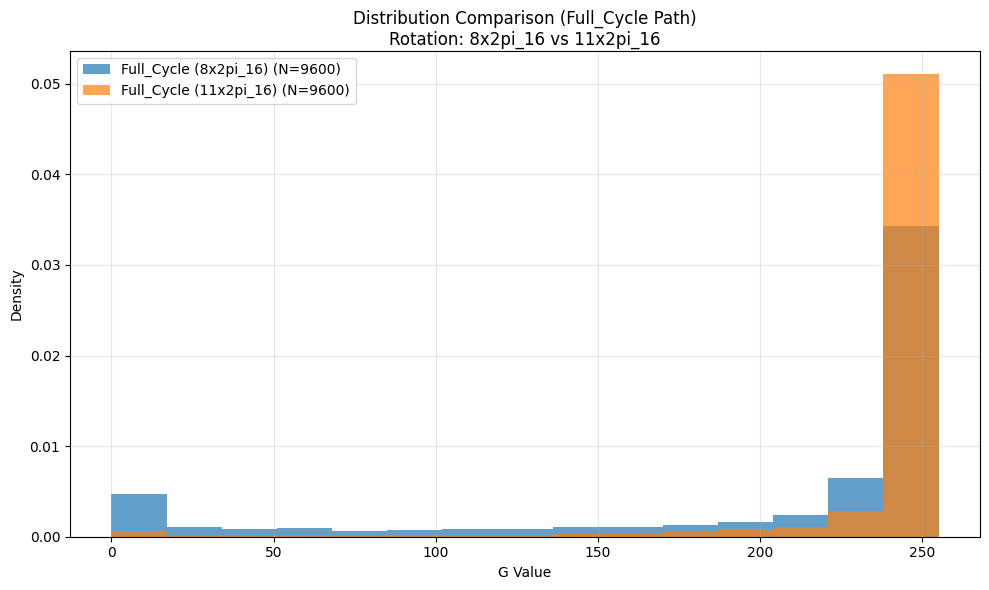 Distribution Comparison (Full_Cycle Path)
Rotation: 8x2pi_16 vs 11x2pi_16
Full_Cycle (8x2pi_16) (N=9600)
Full_Cycle (11x2pi_16) (N=9600)
Density
0.05
0.04
0.03
0.02
0.01
0.00
0 50 100 150 200 250
G Value